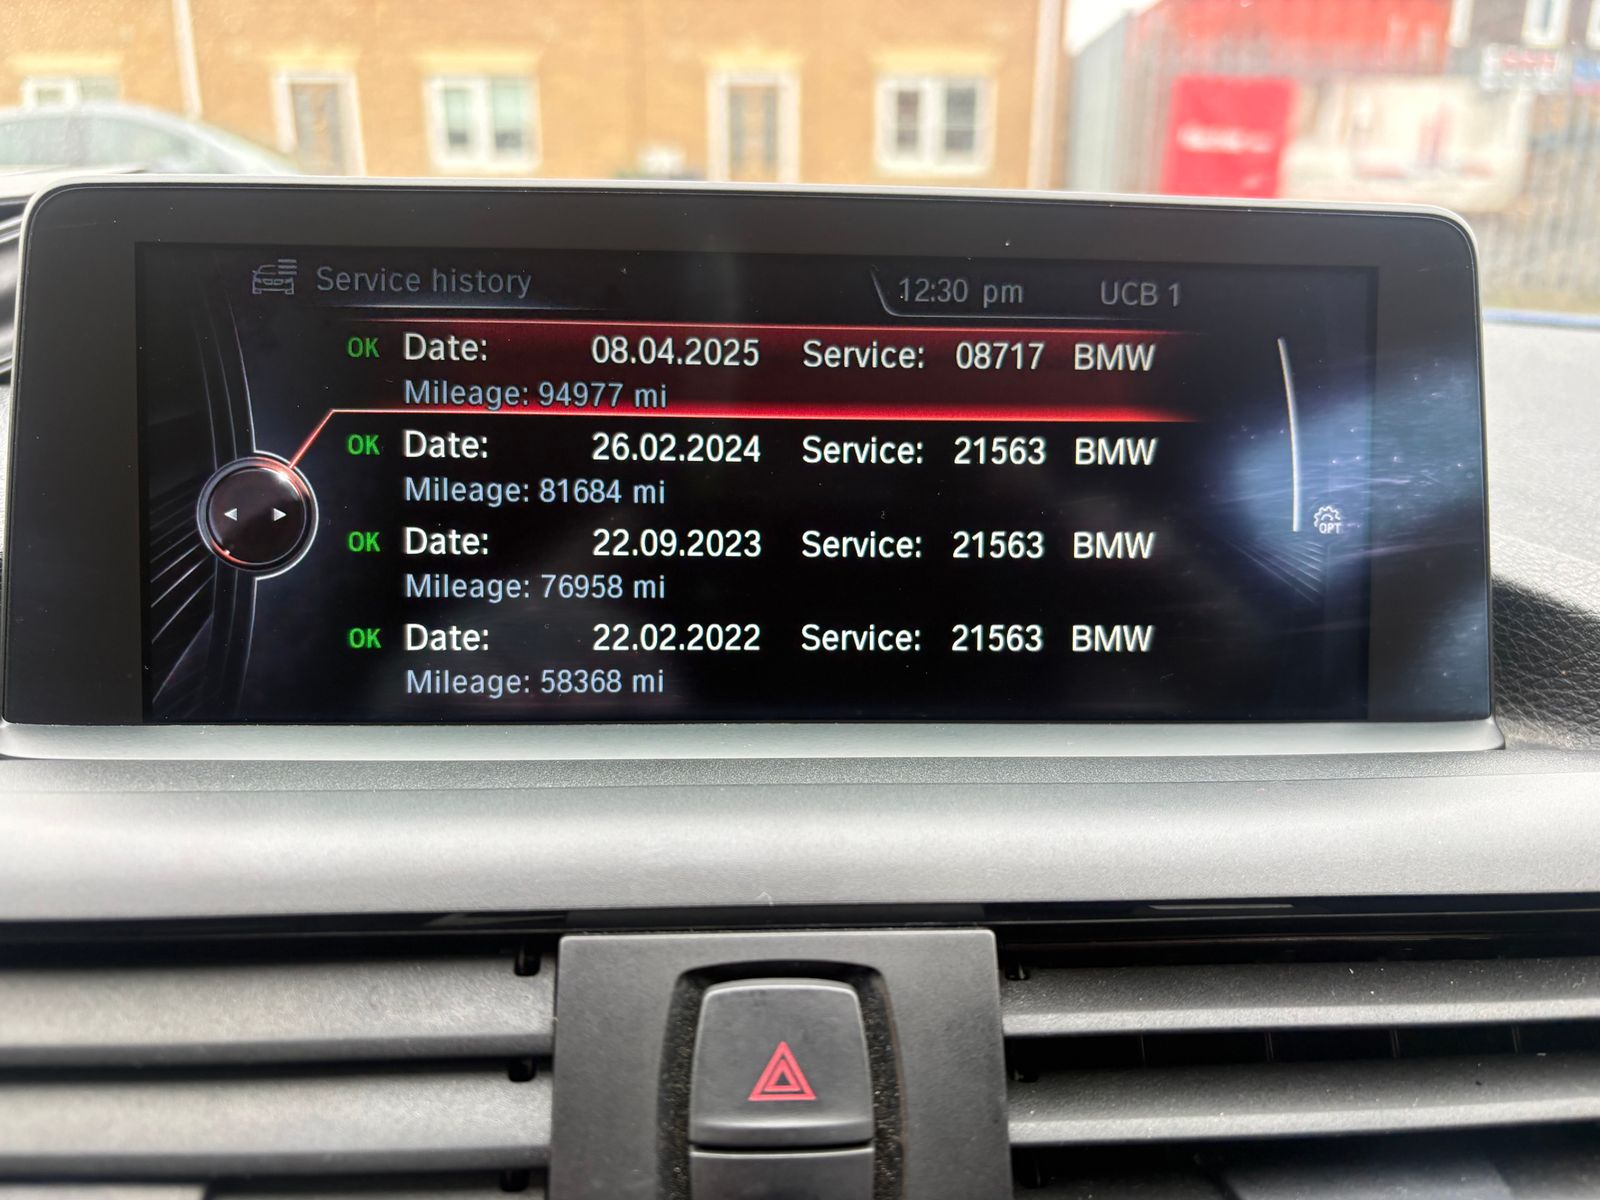 Service history 12:30 pm UCB 1
OK Date: 08.04.2025 Service: 08717 BMW
Mileage: 94977 mi
OK Date: 26.02.2024 Service: 21563 BMW
Mileage: 81684 mi
OK Date: 22.09.2023 Service: 21563 BMW
Mileage: 76958 mi
OPT
OK Date: 22.02.2022 Service: 21563 BMW
Mileage: 58368 mi